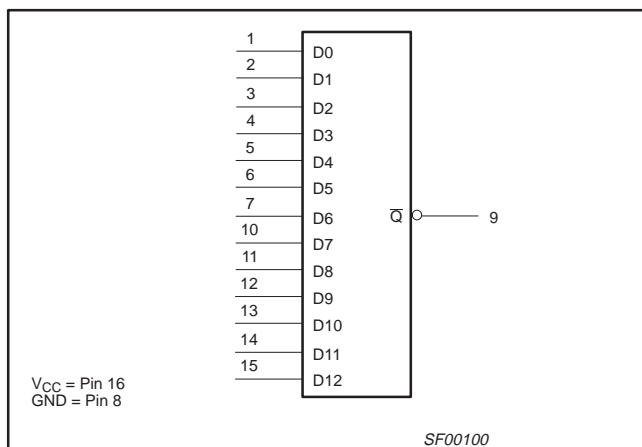 1 D0
2 D1
3 D2
4 D3
5 D4
6 D5
7 D6 Q̅ 9
10 D7
11 D8
12 D9
13 D10
14 D11
15 D12
VCC = Pin 16
GND = Pin 8
SF00100